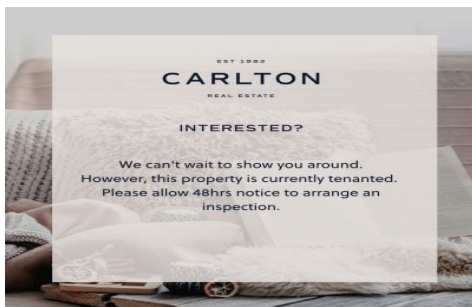 EST 1982
CARLTON
REAL ESTATE
INTERESTED?
We can't wait to show you around.
However, this property is currently tenanted.
Please allow 48hrs notice to arrange an
inspection.